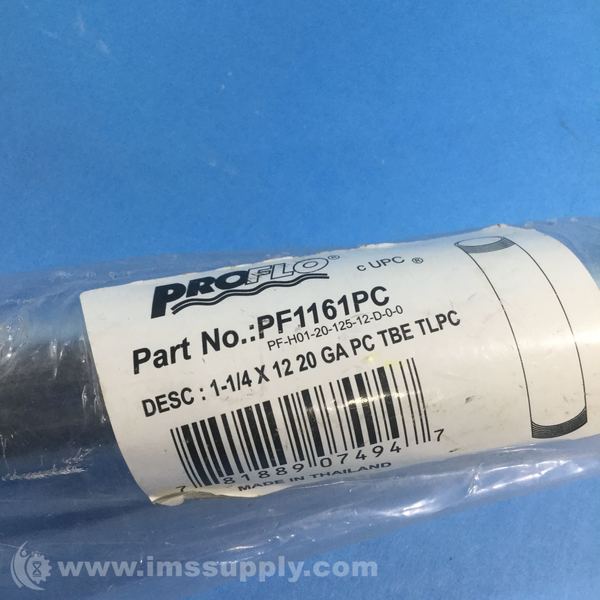 PROFLO®
c UPC ®
Part No.:PF1161PC
PF-H01-20-125-12-D-0-0
DESC : 1-1/4 X 12 20 GA PC TBE TLPC
7 81889 07494 7
MADE IN THAILAND
www.imssupply.com